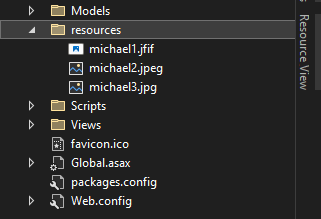 Models
resources
michael1.jfif
michael2.jpeg
michael3.jpg
Scripts
Views
favicon.ico
Global.asax
packages.config
Web.config
Resource View